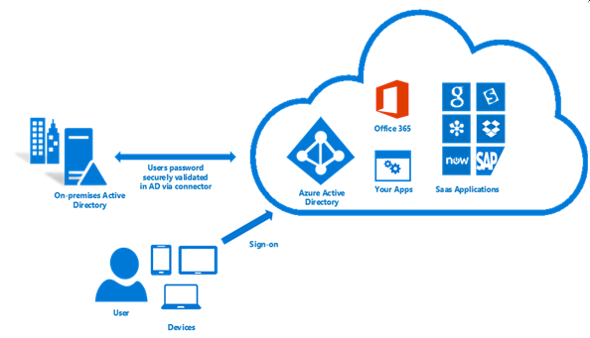 Office 365
g
now
SAP
Users password
securely validated
in AD via connector
On-premises Active
Directory
Azure Active
Directory
Your Apps
Saas Applications
Sign-on
User
Devices